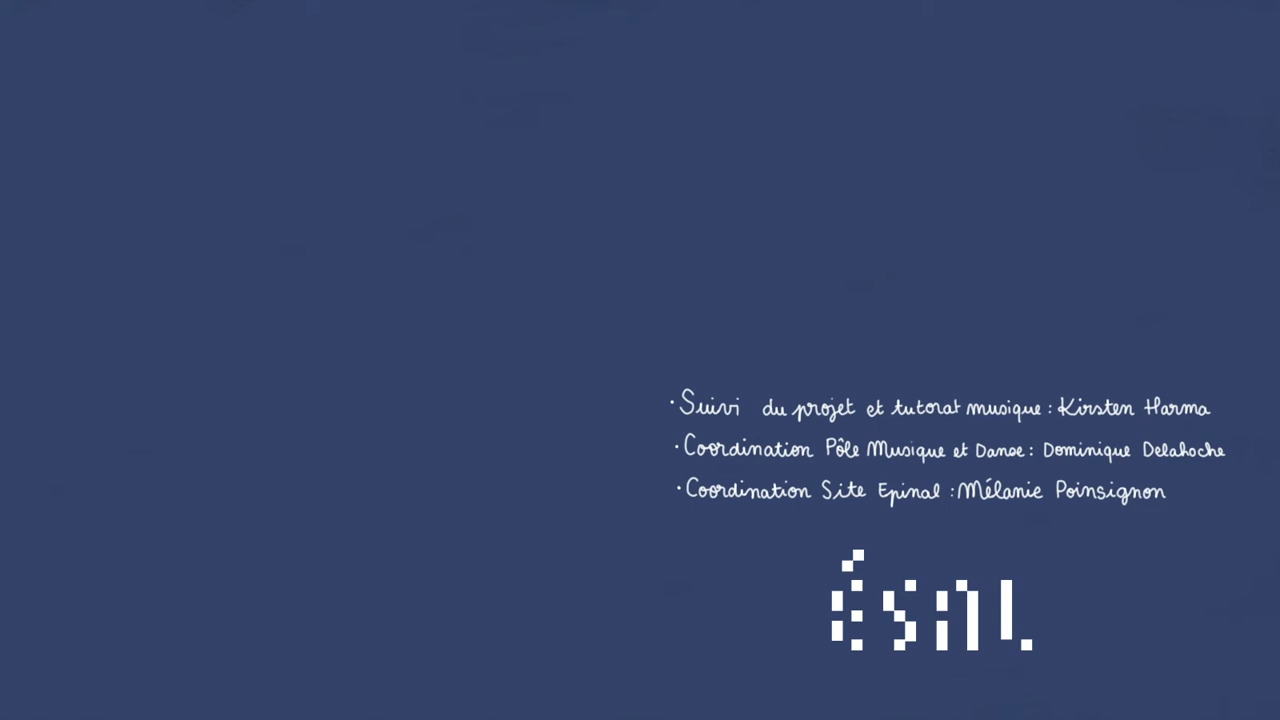 · Suivi du projet et tutorat musique : Kirsten Harma
· Coordination Pôle Musique et Danse : Dominique Delahoche
· Coordination Site Epinal : Mélanie Poinsignon
ÉSAL